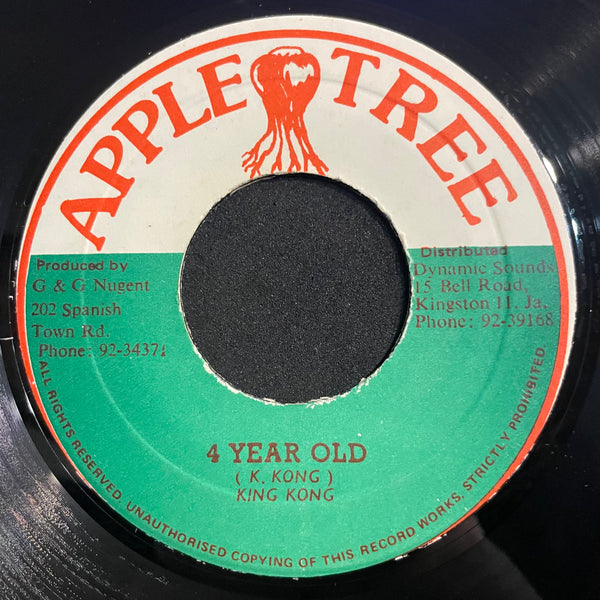 APPLE TREE
Produced by
G & G Nugent
202 Spanish
Town Rd.
Phone: 92-34371
Distributed
Dynamic Sounds
15 Bell Road,
Kingston 11. Ja,
Phone: 92-39168
4 YEAR OLD
( K. KONG )
KING KONG
ALL RIGHTS RESERVED. UNAUTHORISED COPYING OF THIS RECORD WORKS. STRICTLY PROHIBITED